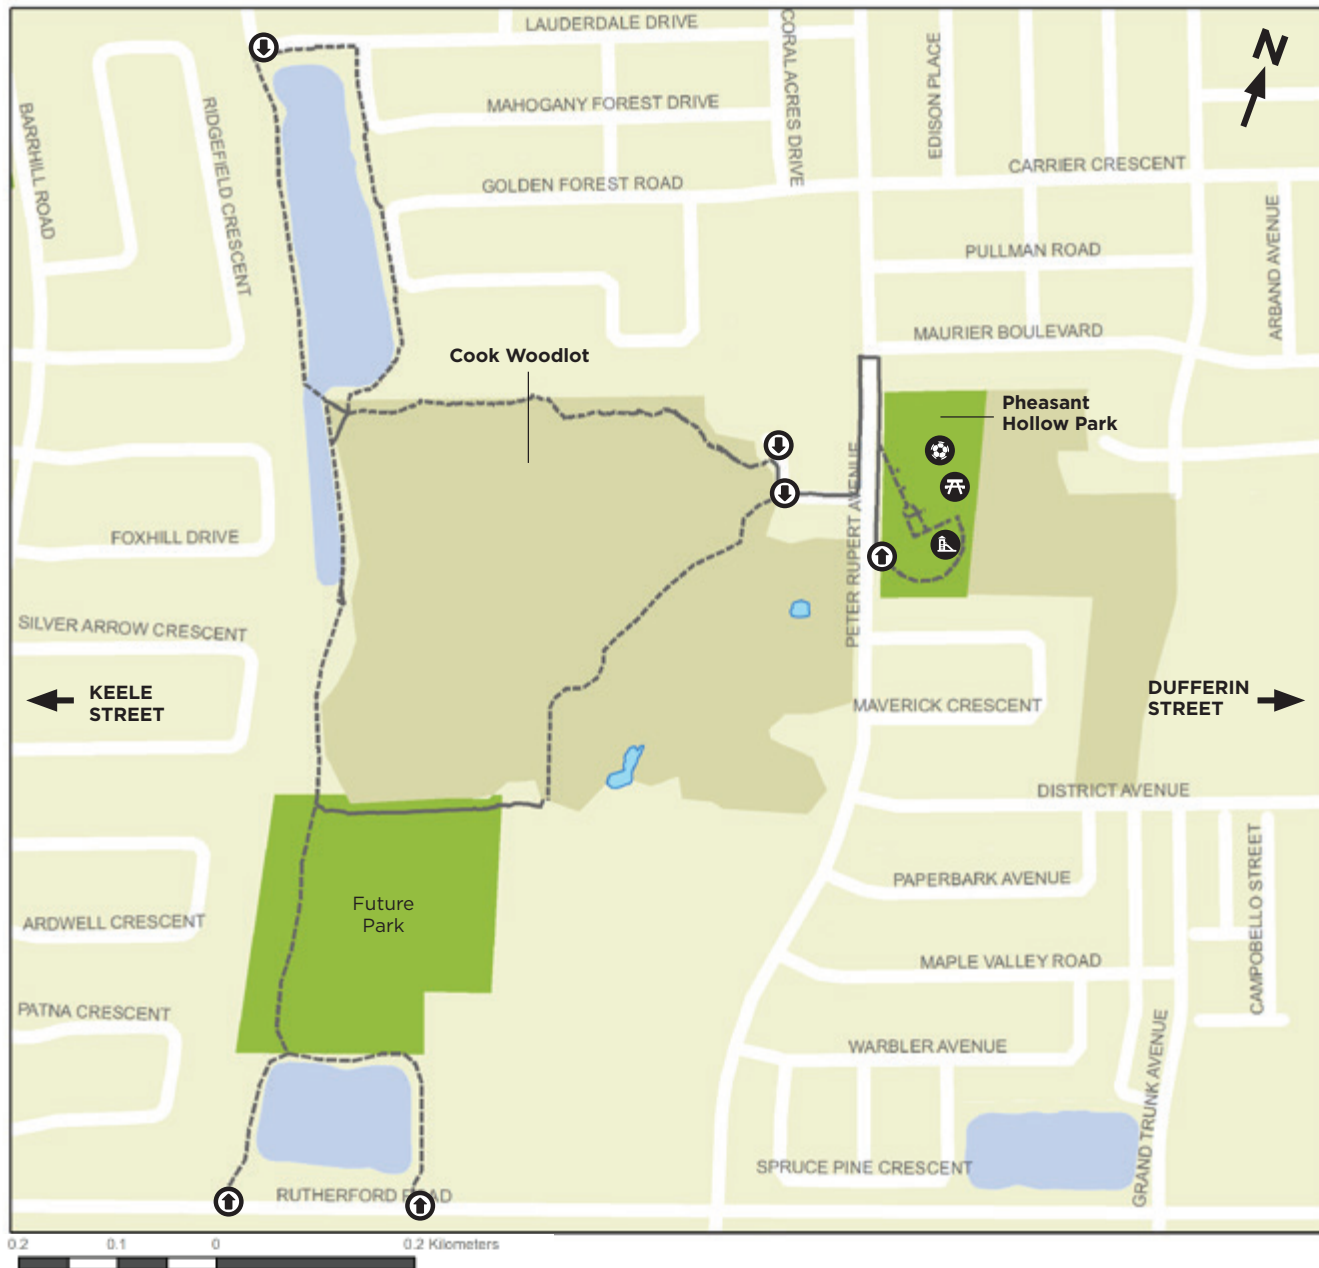 LAUDERDALE DRIVE
CORAL ACRES DRIVE
EDISON PLACE
N
MAHOGANY FOREST DRIVE
BARRHILL ROAD
RIDGEFIELD CRESCENT
CARRIER CRESCENT
GOLDEN FOREST ROAD
ARBAND AVENUE
PULLMAN ROAD
MAURIER BOULEVARD
Cook Woodlot
Pheasant
Hollow Park
PETER RUPERT AVENUE
FOXHILL DRIVE
SILVER ARROW CRESCENT
KEELE
STREET
DUFFERIN
STREET
MAVERICK CRESCENT
DISTRICT AVENUE
PAPERBARK AVENUE
CAMPOBELLO STREET
Future
Park
ARDWELL CRESCENT
MAPLE VALLEY ROAD
PATNA CRESCENT
WARBLER AVENUE
GRAND TRUNK AVENUE
SPRUCE PINE CRESCENT
RUTHERFORD ROAD
0.2 0.1 0 0.2 Kilometers